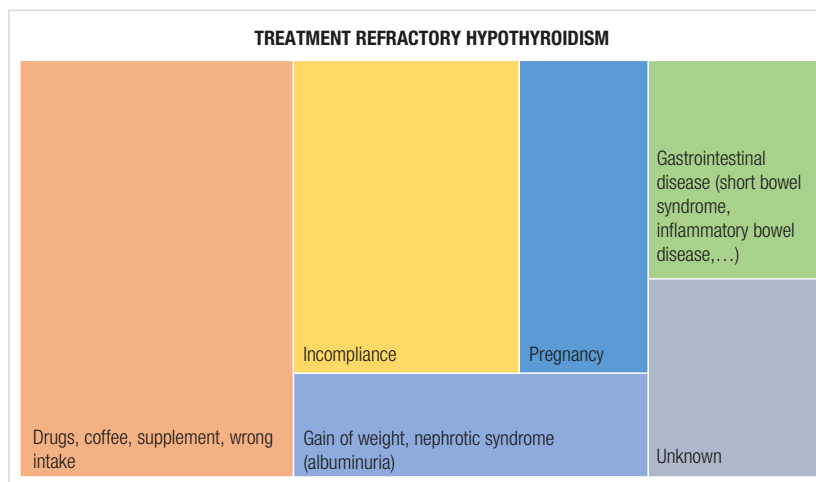 TREATMENT REFRACTORY HYPOTHYROIDISM
Drugs, coffee, supplement, wrong
intake
Incompliance
Pregnancy
Gain of weight, nephrotic syndrome
(albuminuria)
Gastrointestinal
disease (short bowel
syndrome,
inflammatory bowel
disease,…)
Unknown